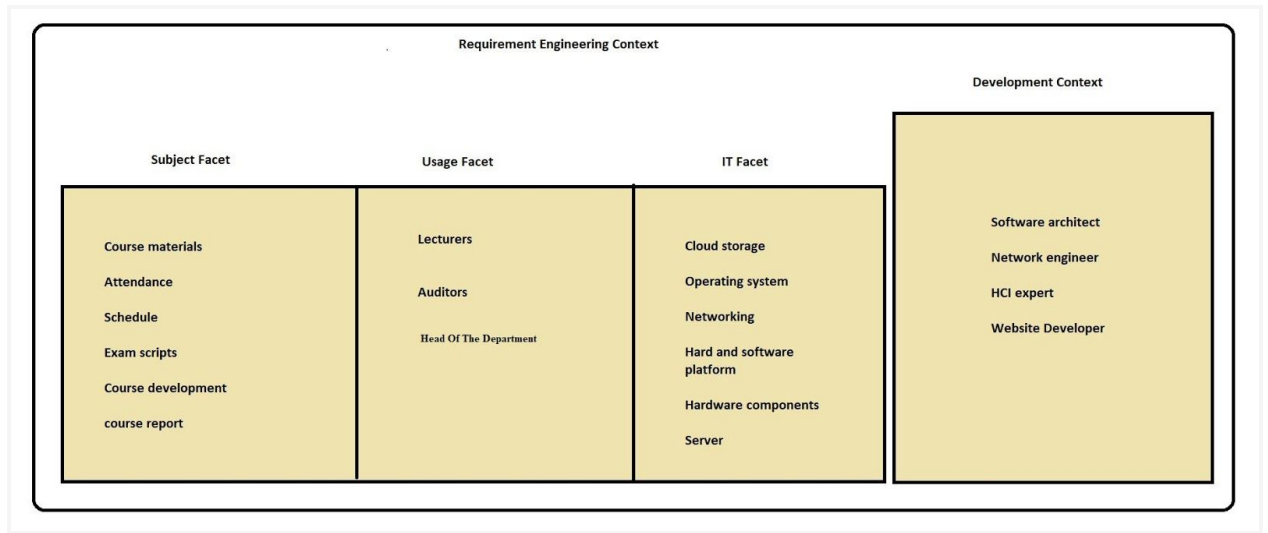 Requirement Engineering Context
Development Context
Subject Facet
Usage Facet
IT Facet
Course materials
Attendance
Schedule
Exam scripts
Course development
course report
Lecturers
Auditors
Head Of The Department
Cloud storage
Operating system
Networking
Hard and software
platform
Hardware components
Server
Software architect
Network engineer
HCI expert
Website Developer